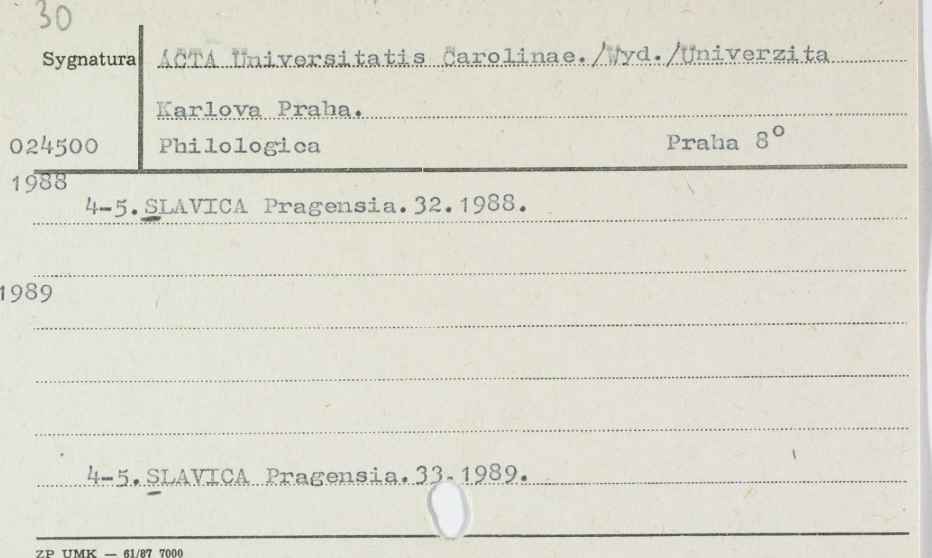 30
Sygnatura ACTA Universitatis Carolinae./Wyd./Univerzita
Karlova Praha.
024500 Philologica Praha 8°
1988
4-5.SLAVICA Pragensia.32.1988.
1989
4-5.SLAVICA Pragensia.33.1989.
ZP UMK — 61/87 7000